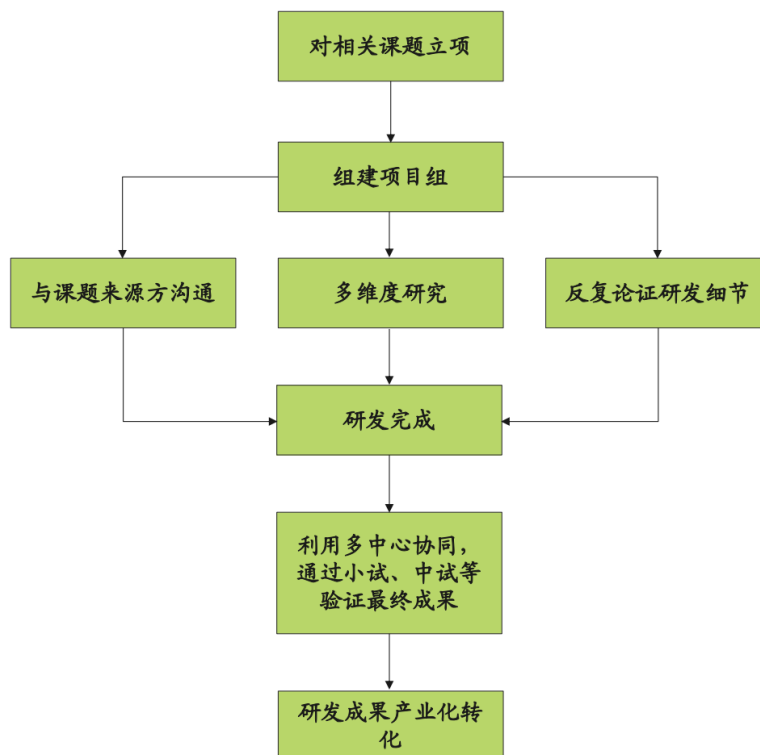 对相关课题立项
组建项目组
与课题来源方沟通
多维度研究
反复论证研发细节
研发完成
利用多中心协同，
通过小试、中试等
验证最终成果
研发成果产业化转
化